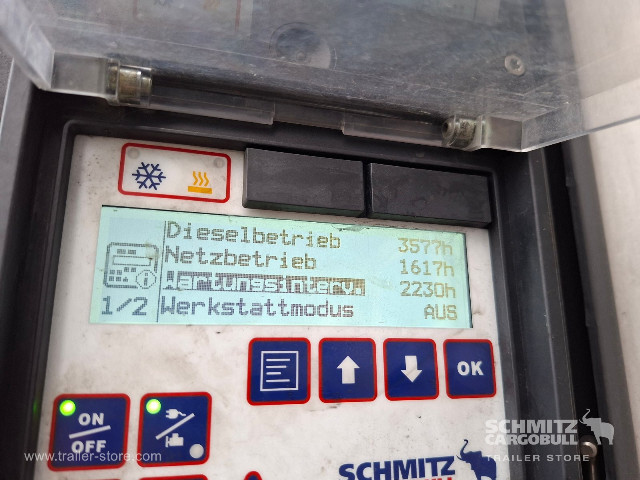 Dieselbetrieb 3577h
Netzbetrieb 1617h
Wartungsinterv. 2230h
1/2 Werkstattmodus AUS
OK
ON
OFF
SCHMITZ
CARGOBULL
TRAILER STORE
www.trailer-store.com
SCHMITZ